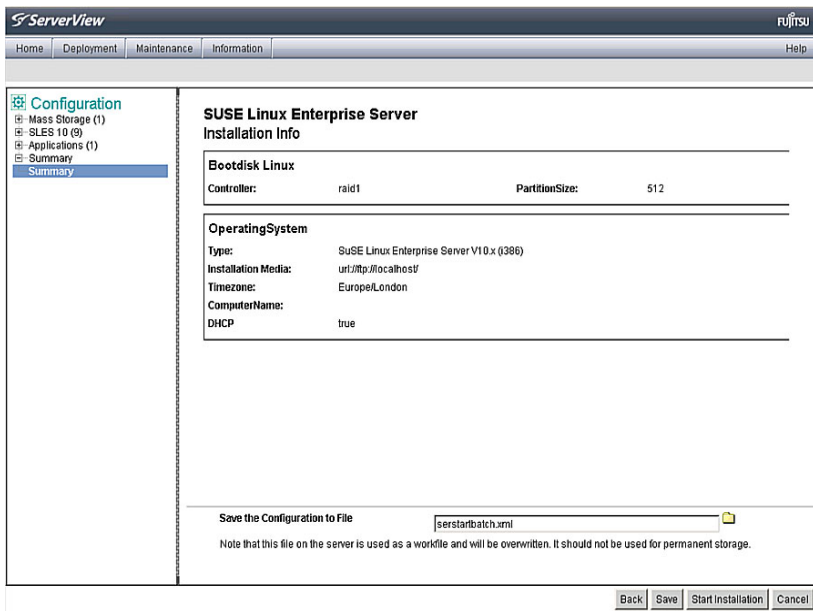 ServerView
FUJITSU
Home Deployment Maintenance Information Help
Configuration
Mass Storage (1)
SLES 10 (9)
Applications (1)
Summary
Summary
SUSE Linux Enterprise Server
Installation Info
Bootdisk Linux
Controller: raid1 PartitionSize: 512
OperatingSystem
Type: SuSE Linux Enterprise Server V10.x (i386)
Installation Media: url://ftp://localhost/
Timezone: Europe/London
ComputerName:
DHCP true
Save the Configuration to File serstartbatch.xml
Note that this file on the server is used as a workfile and will be overwritten. It should not be used for permanent storage.
Back Save Start Installation Cancel